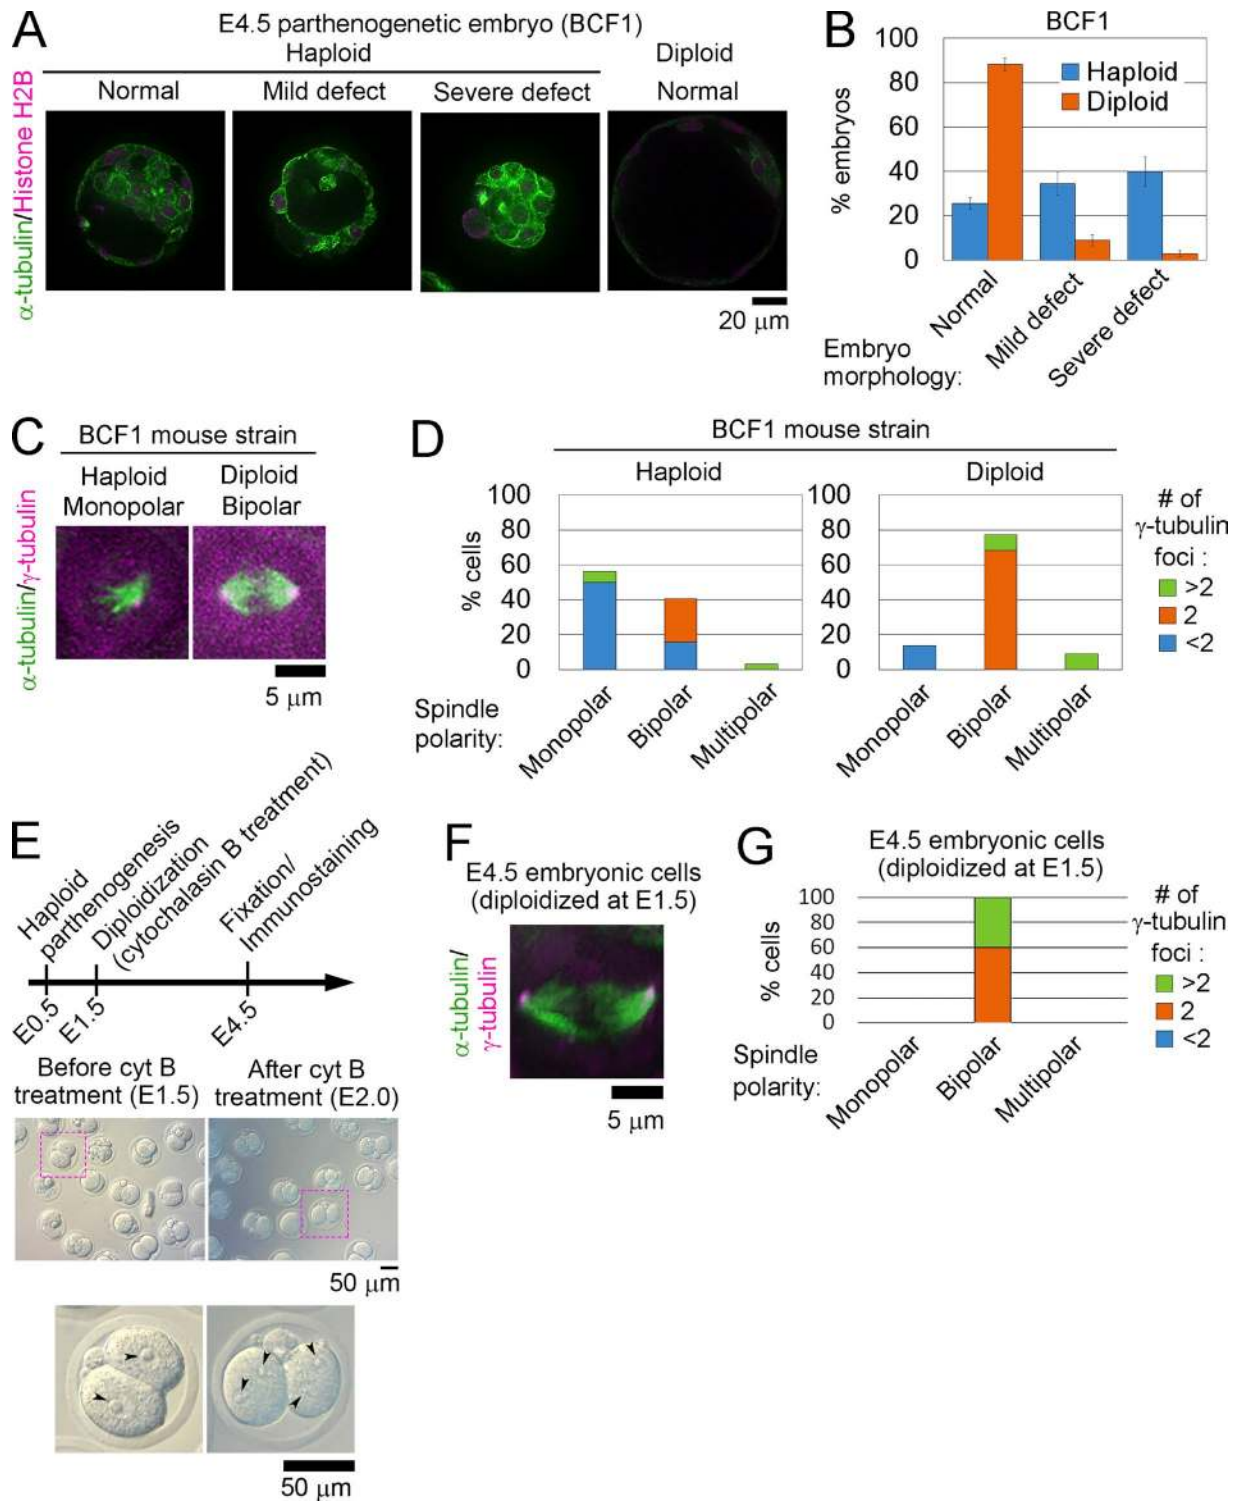 A
E4.5 parthenogenetic embryo (BCF1)
Haploid
Diploid
Normal
Mild defect
Severe defect
Normal
α-tubulin/Histone H2B
20 μm
B
BCF1
% embryos
100
80
60
40
20
0
Haploid
Diploid
Normal
Mild defect
Severe defect
Embryo
morphology:
C
BCF1 mouse strain
Haploid
Monopolar
Diploid
Bipolar
α-tubulin/γ-tubulin
5 μm
D
BCF1 mouse strain
Haploid
Diploid
% cells
100
80
60
40
20
0
100
80
60
40
20
0
# of
γ-tubulin
foci :
>2
2
<2
Spindle
polarity:
Monopolar
Bipolar
Multipolar
Monopolar
Bipolar
Multipolar
E
Haploid
parthenogenesis
Diploidization
(cytochalasin B treatment)
Fixation/
Immunostaining
E0.5
E1.5
E4.5
Before cyt B
treatment (E1.5)
After cyt B
treatment (E2.0)
50 μm
50 μm
F
E4.5 embryonic cells
(diploidized at E1.5)
α-tubulin/
γ-tubulin
5 μm
G
E4.5 embryonic cells
(diploidized at E1.5)
% cells
100
80
60
40
20
0
# of
γ-tubulin
foci :
>2
2
<2
Spindle
polarity:
Monopolar
Bipolar
Multipolar